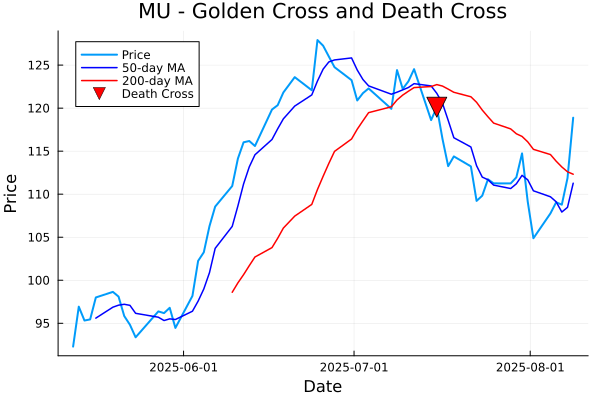 MU - Golden Cross and Death Cross
Price
50-day MA
200-day MA
Death Cross
125
120
115
110
105
100
95
Price
2025-06-01
2025-07-01
2025-08-01
Date